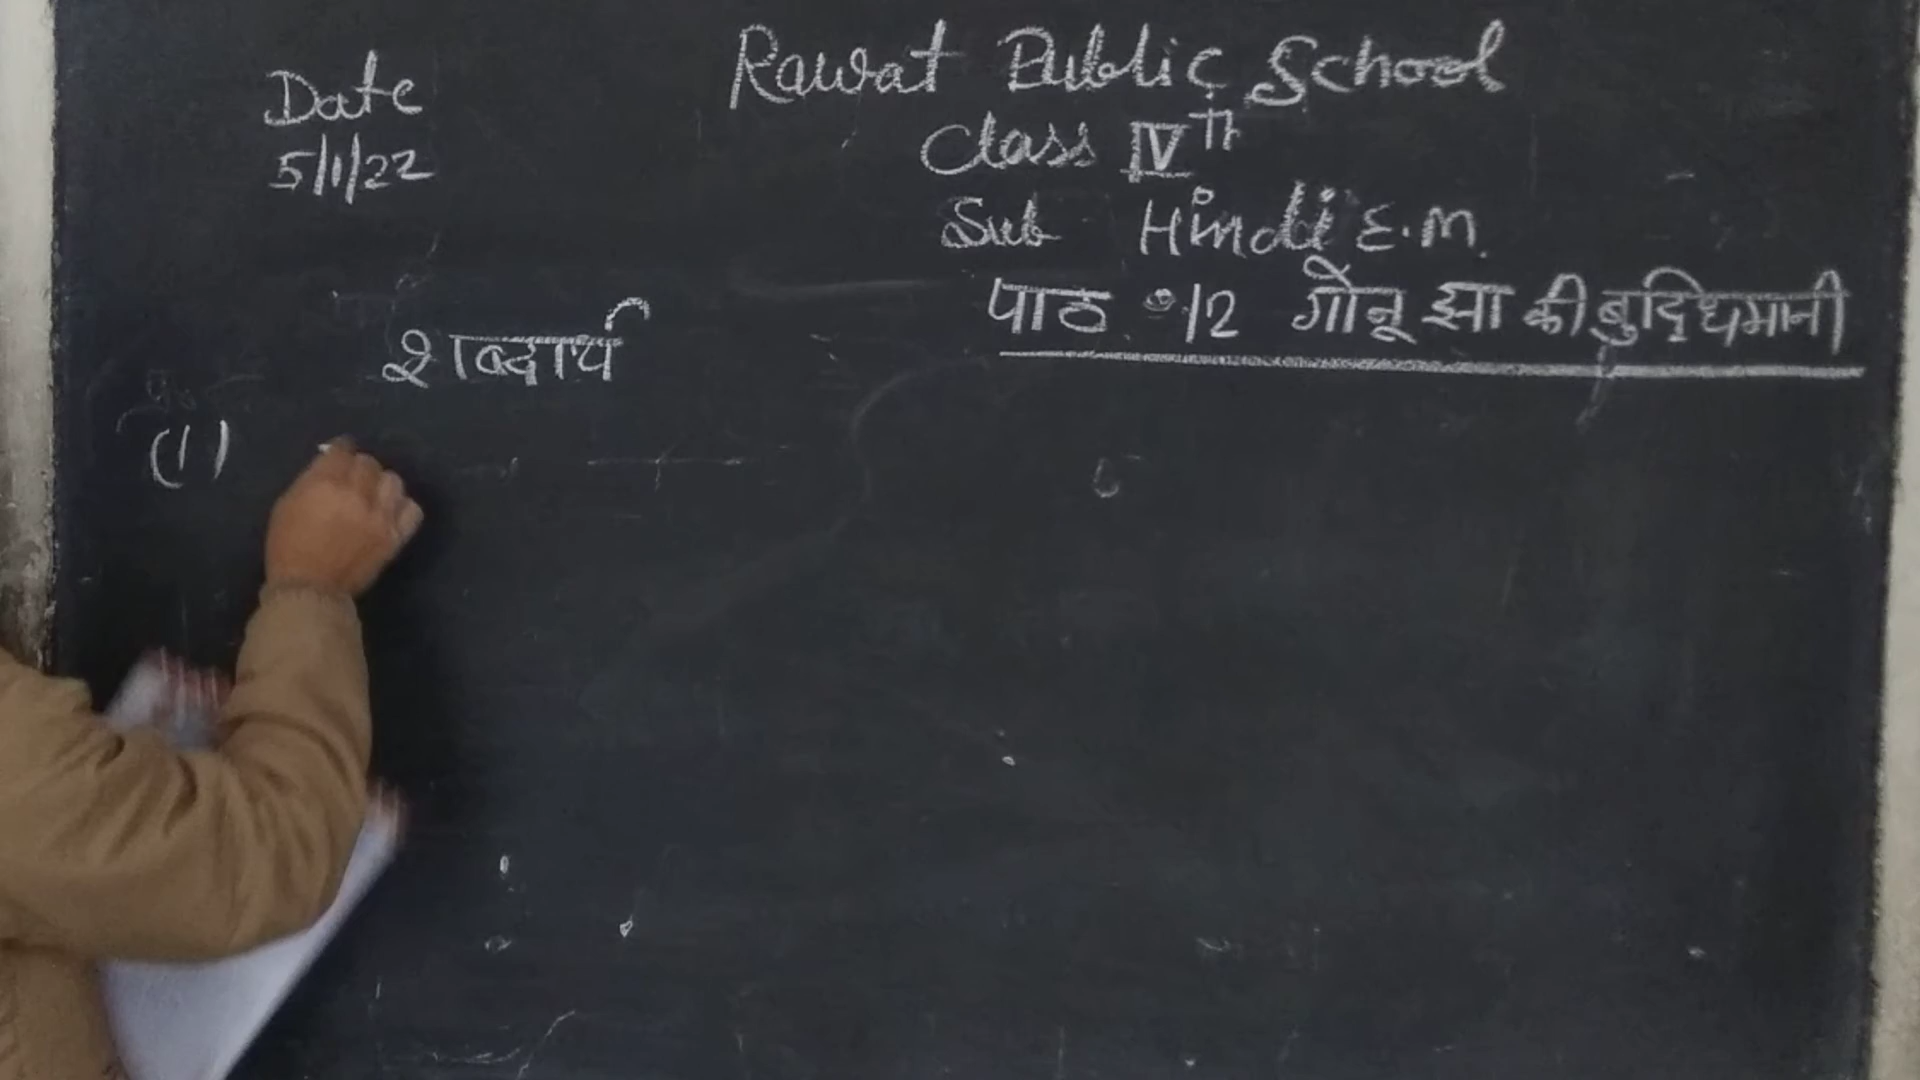 Date
5/1/22
Rawat Public School
Class IVth
Sub Hindi E.M.
पाठ 12 गोनू झा की बुद्धिमानी
शब्दार्थ
(1)